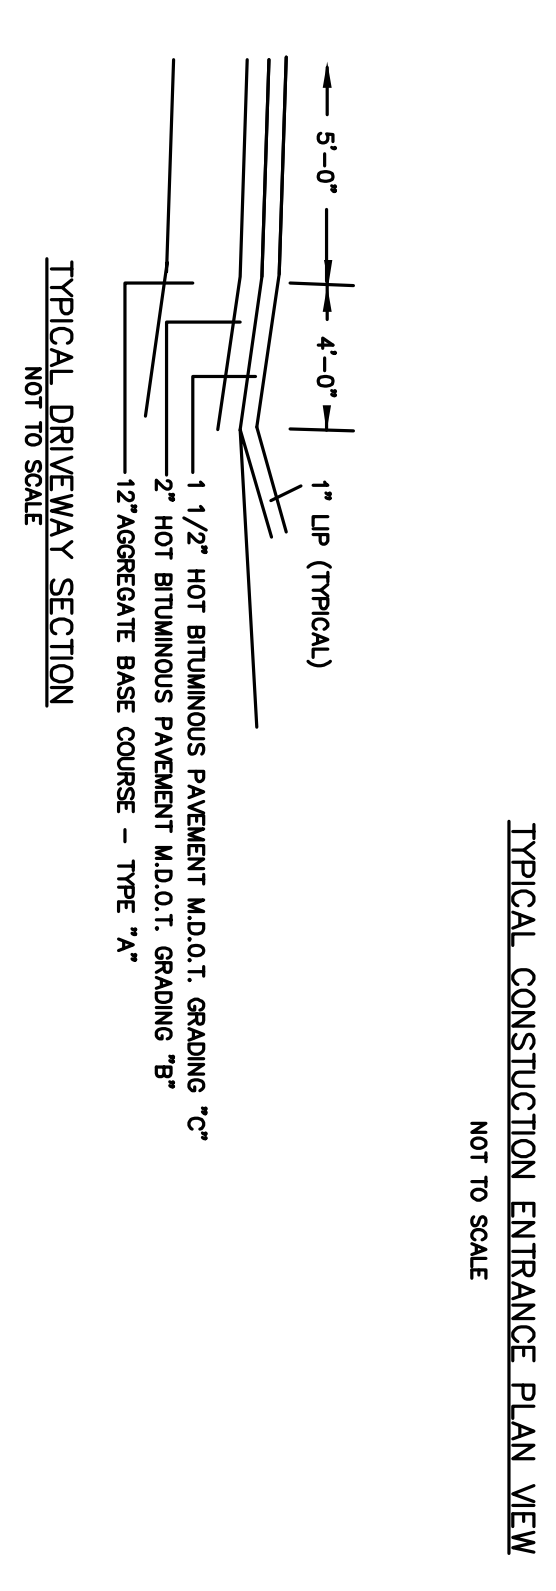 TYPICAL CONSTUCTION ENTRANCE PLAN VIEW
NOT TO SCALE
5'-0"
4'-0"
1" LIP (TYPICAL)
1 1/2" HOT BITUMINOUS PAVEMENT M.D.O.T. GRADING "C"
2" HOT BITUMINOUS PAVEMENT M.D.O.T. GRADING "B"
12"AGGREGATE BASE COURSE - TYPE "A"
TYPICAL DRIVEWAY SECTION
NOT TO SCALE